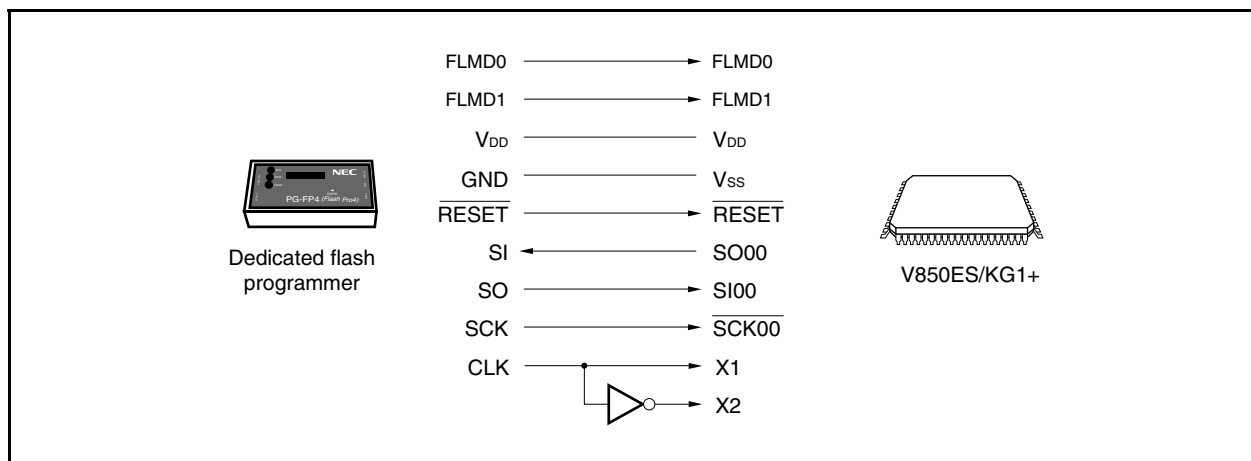 FLMD0 FLMD0
FLMD1 FLMD1
VDD VDD
GND VSS
RESET RESET
SI SO00
SO SI00
SCK SCK00
CLK X1
X2
NEC
PG-FP4 (Flash Pro4)
Dedicated flash
programmer
V850ES/KG1+